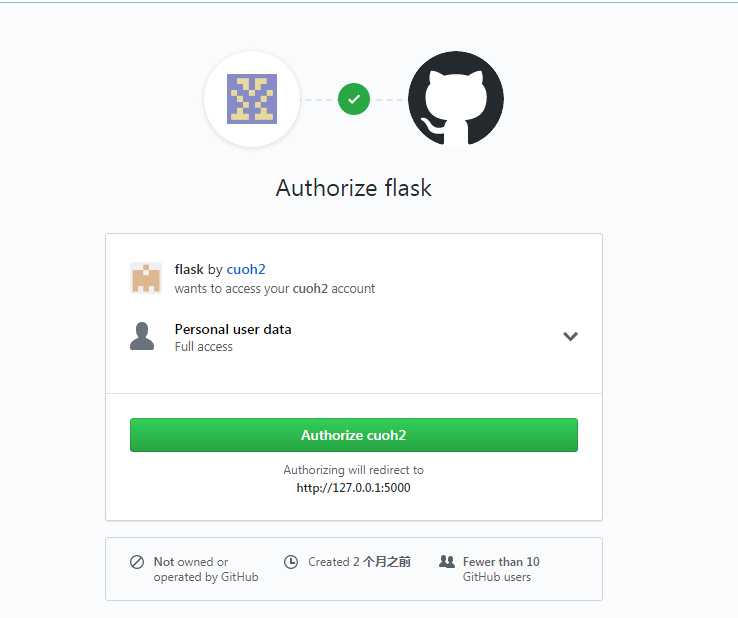 Authorize flask
flask by cuoh2
wants to access your cuoh2 account
Personal user data
Full access
Authorize cuoh2
Authorizing will redirect to
http://127.0.0.1:5000
Not owned or
operated by GitHub
Created 2 个月之前
Fewer than 10
GitHub users